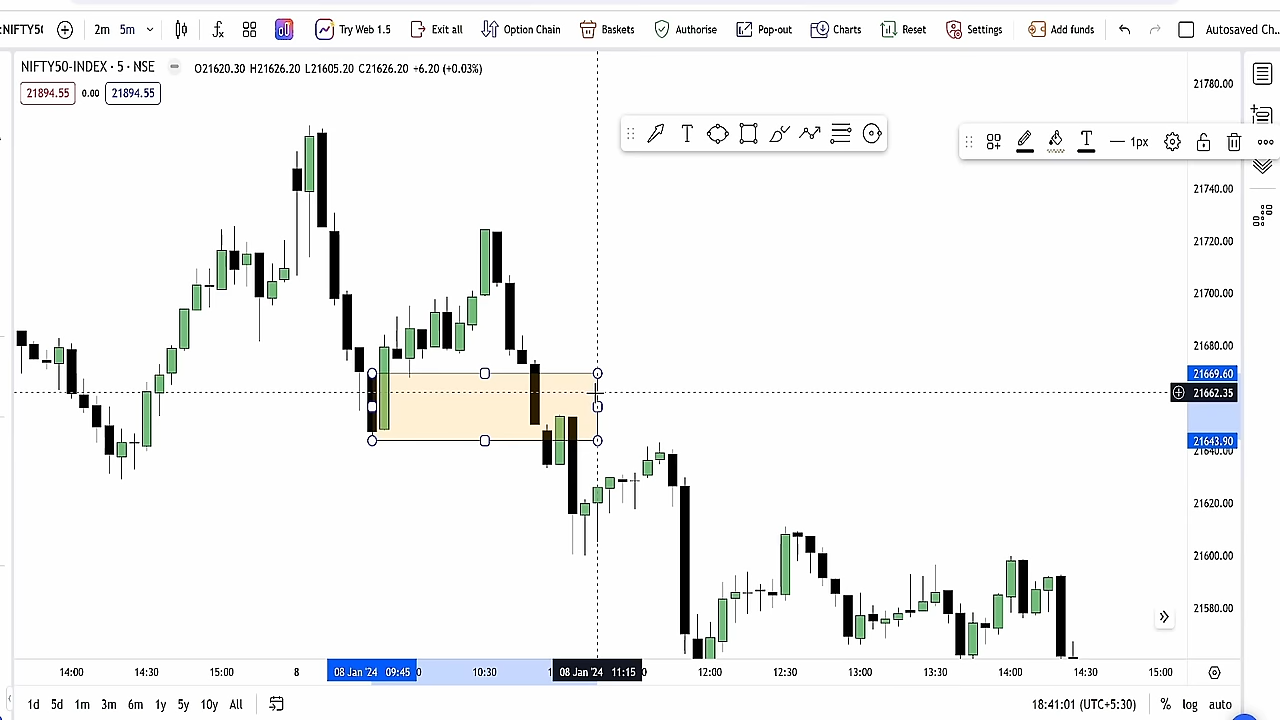 :NIFTY50 2m 5m Try Web 1.5 Exit all Option Chain Baskets Authorise Pop-out Charts Reset Settings Add funds Autosaved Ch...
NIFTY50-INDEX · 5 · NSE O21620.30 H21626.20 L21605.20 C21626.20 +6.20 (+0.03%)
21894.55 0.00 21894.55
T
T 1px
21780.00
21740.00
21720.00
21700.00
21680.00
21669.60
21662.35
21643.90
21640.00
21620.00
21600.00
21580.00
14:00 14:30 15:00 8 08 Jan '24 09:45 10:30 08 Jan '24 11:15 12:00 12:30 13:00 13:30 14:00 14:30 15:00
1d 5d 1m 3m 6m 1y 5y 10y All 18:41:01 (UTC+5:30) % log auto